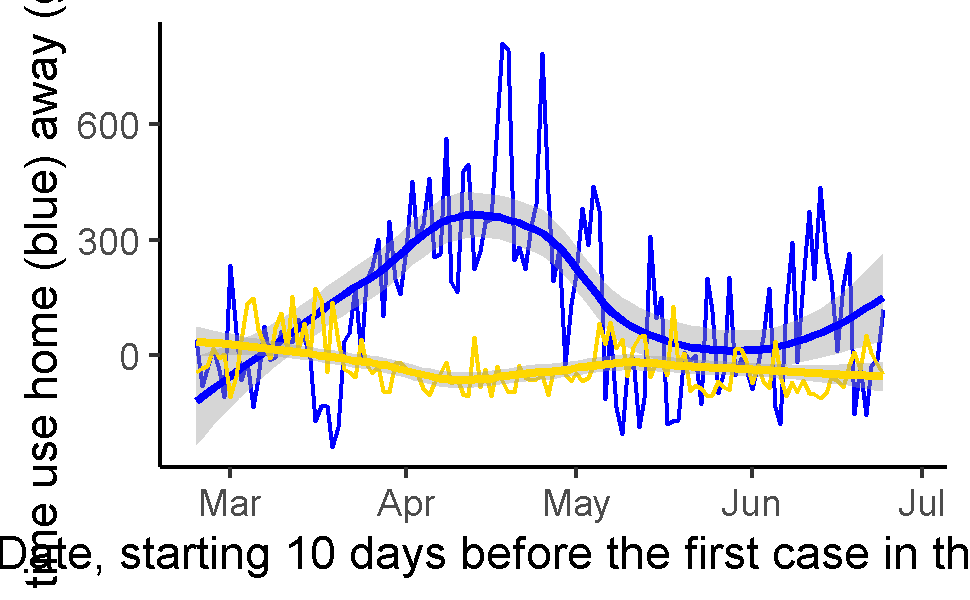 time use home (blue) away (
600
300
0
Mar Apr May Jun Jul
Date, starting 10 days before the first case in th